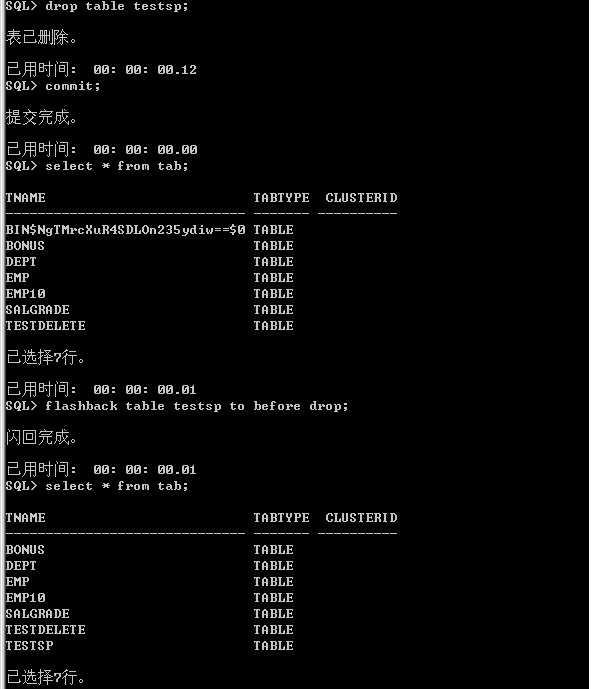 SQL> drop table testsp;
表已删除。
已用时间:  00: 00: 00.12
SQL> commit;
提交完成。
已用时间:  00: 00: 00.00
SQL> select * from tab;
TNAME                          TABTYPE  CLUSTERID
------------------------------ ------- ----------
BIN$NgTMrcXuR4SDLOn235ydiw==$0 TABLE
BONUS                          TABLE
DEPT                           TABLE
EMP                            TABLE
EMP10                          TABLE
SALGRADE                       TABLE
TESTDELETE                     TABLE
已选择7行。
已用时间:  00: 00: 00.01
SQL> flashback table testsp to before drop;
闪回完成。
已用时间:  00: 00: 00.01
SQL> select * from tab;
TNAME                          TABTYPE  CLUSTERID
------------------------------ ------- ----------
BONUS                          TABLE
DEPT                           TABLE
EMP                            TABLE
EMP10                          TABLE
SALGRADE                       TABLE
TESTDELETE                     TABLE
TESTSP                         TABLE
已选择7行。